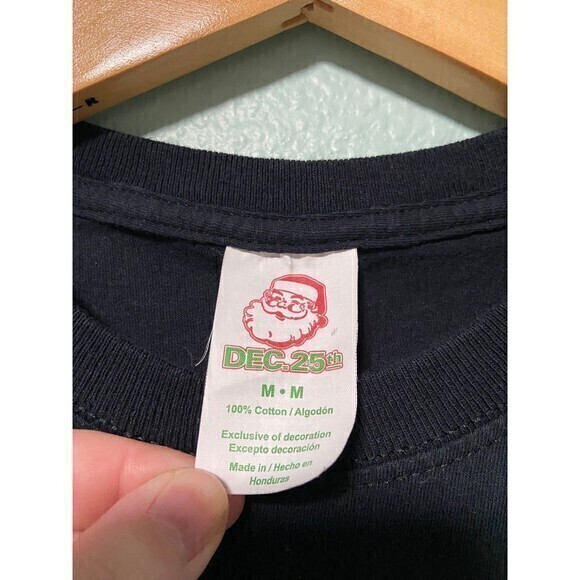 DEC. 25th
M • M
100% Cotton / Algodón
Exclusive of decoration
Excepto decoración
Made in / Hecho en
Honduras